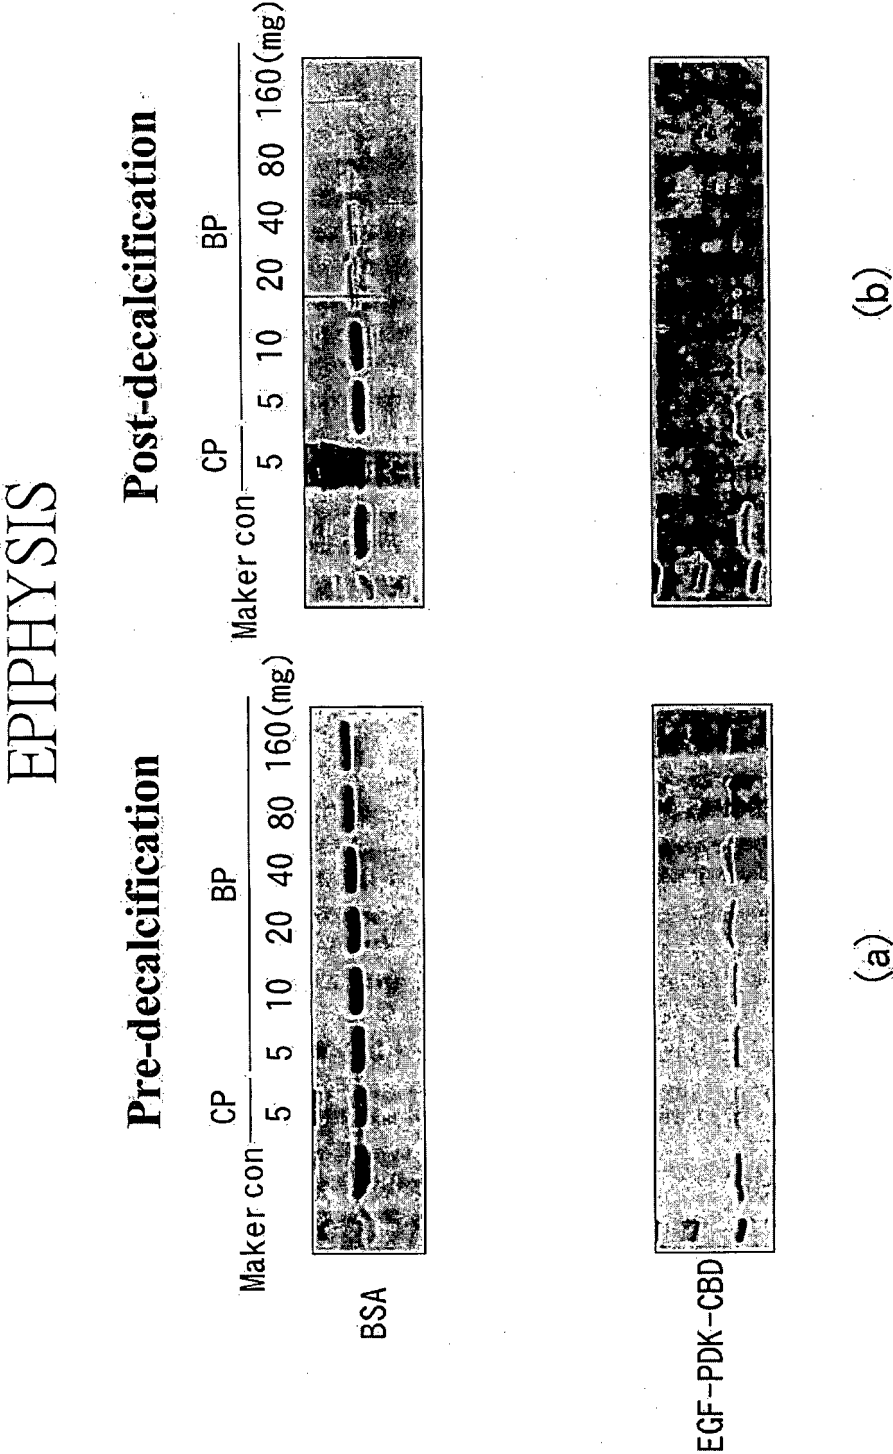 EPIPHYSIS
Pre-decalcification
Post-decalcification
CP BP
Maker con 5 5 10 20 40 80 160(mg)
CP BP
Maker con 5 5 10 20 40 80 160(mg)
BSA
EGF-PDK-CBD
(a)
(b)